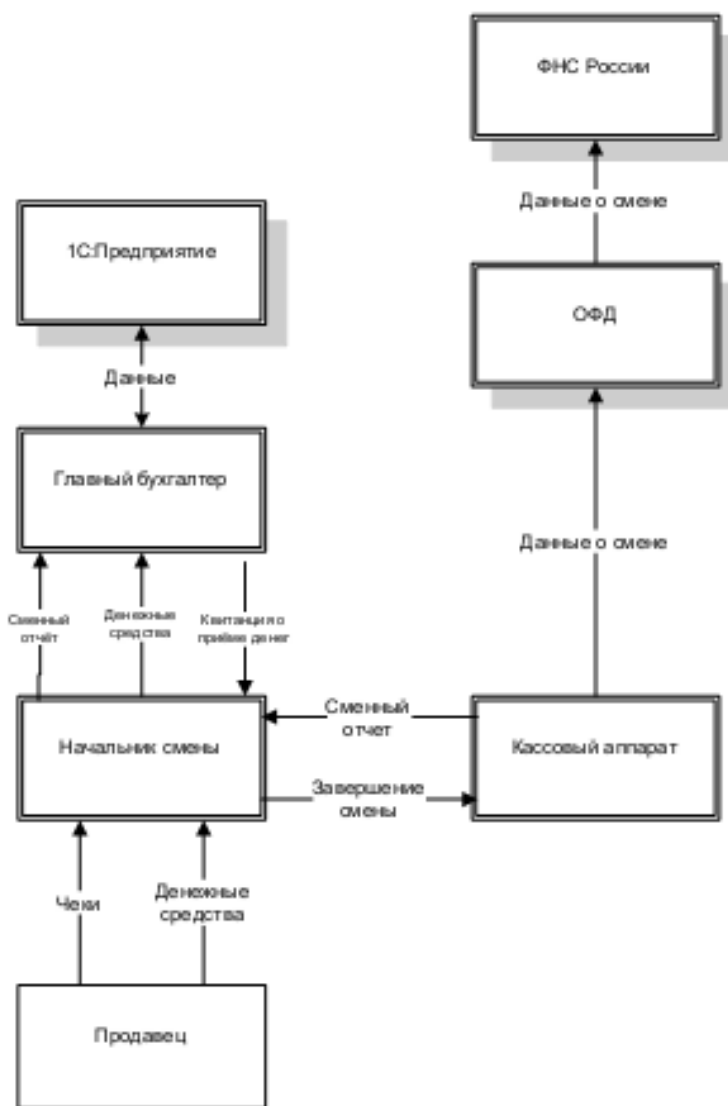 ФНС России
Данные о смене
1С:Предприятие
ОФД
Данные
Главный бухгалтер
Данные о смене
Сменный
отчёт
Денежные
средства
Квитанция о
приёме денег
Сменный
отчет
Начальник смены
Кассовый аппарат
Завершение
смены
Чеки
Денежные
средства
Продавец